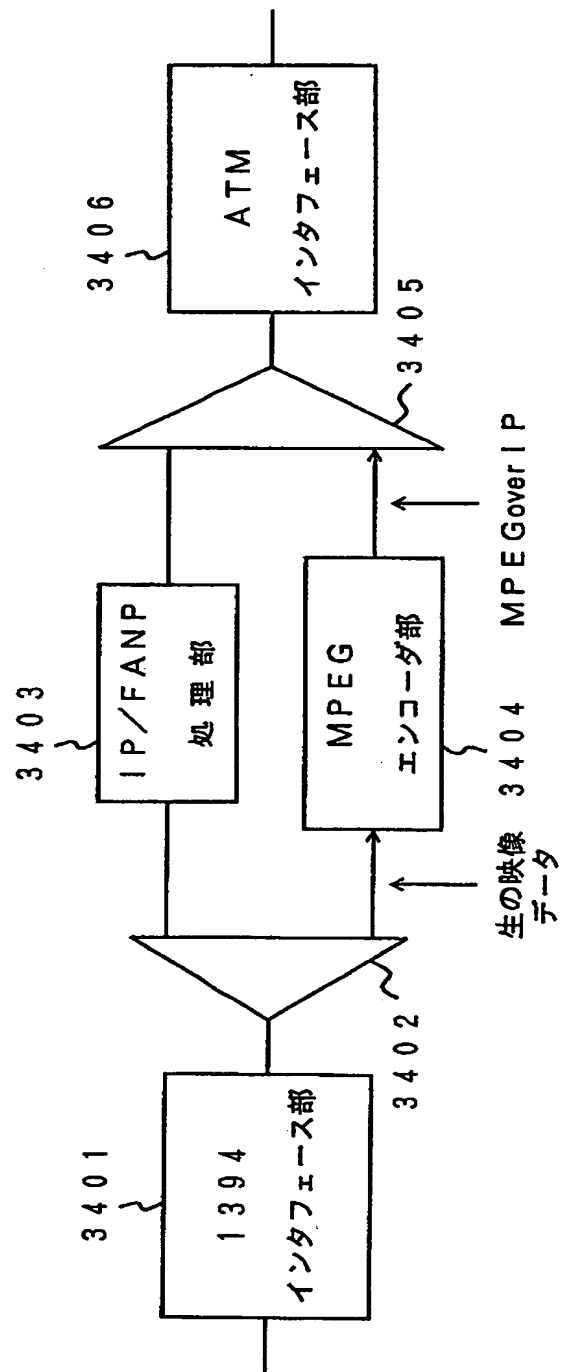 3401
1394
インタフェース部
3402
3403
IP/FANP
処理部
生の映像
データ
3404
MPEG
エンコーダ部
MPEGoverIP
3405
3406
ATM
インタフェース部